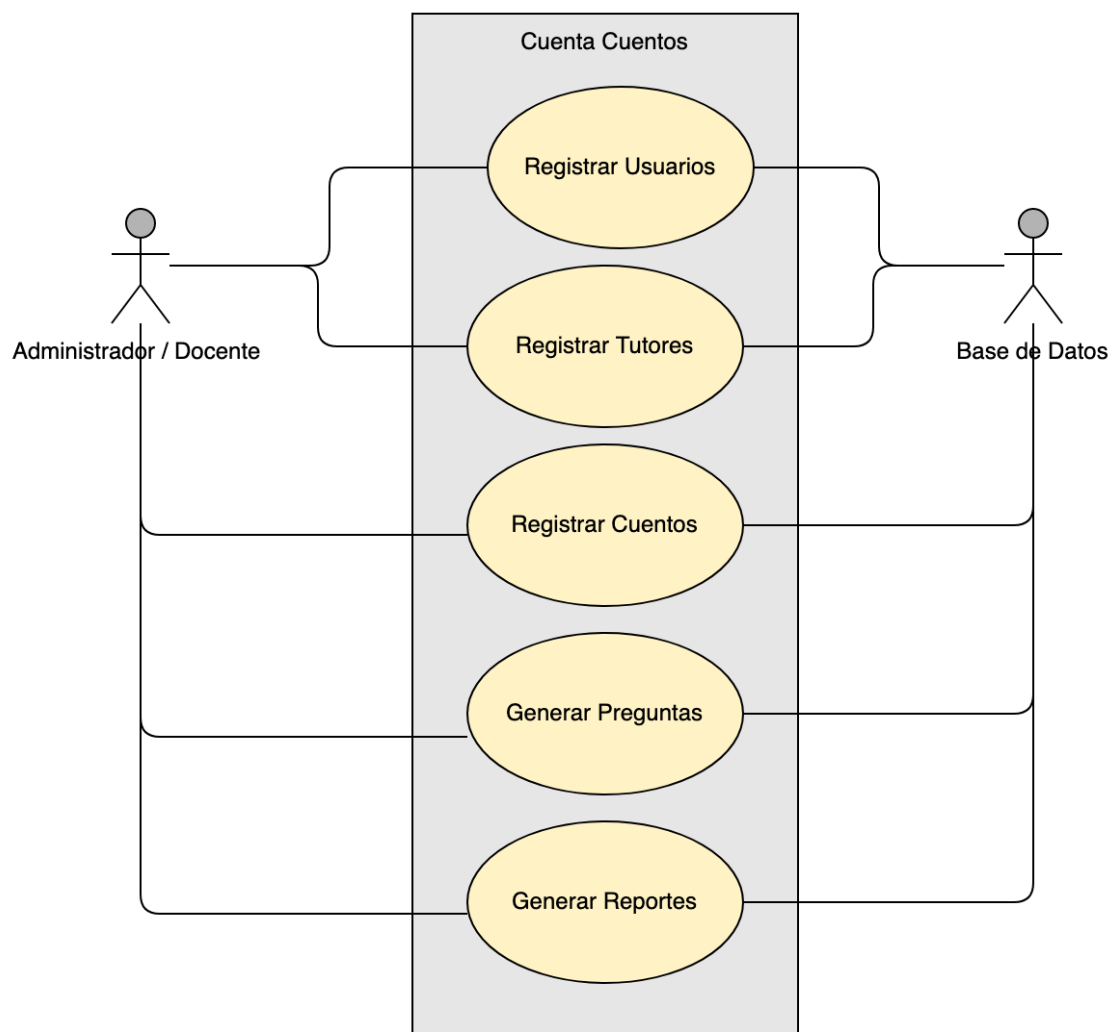 Cuenta Cuentos
Registrar Usuarios
Administrador / Docente
Registrar Tutores
Base de Datos
Registrar Cuentos
Generar Preguntas
Generar Reportes